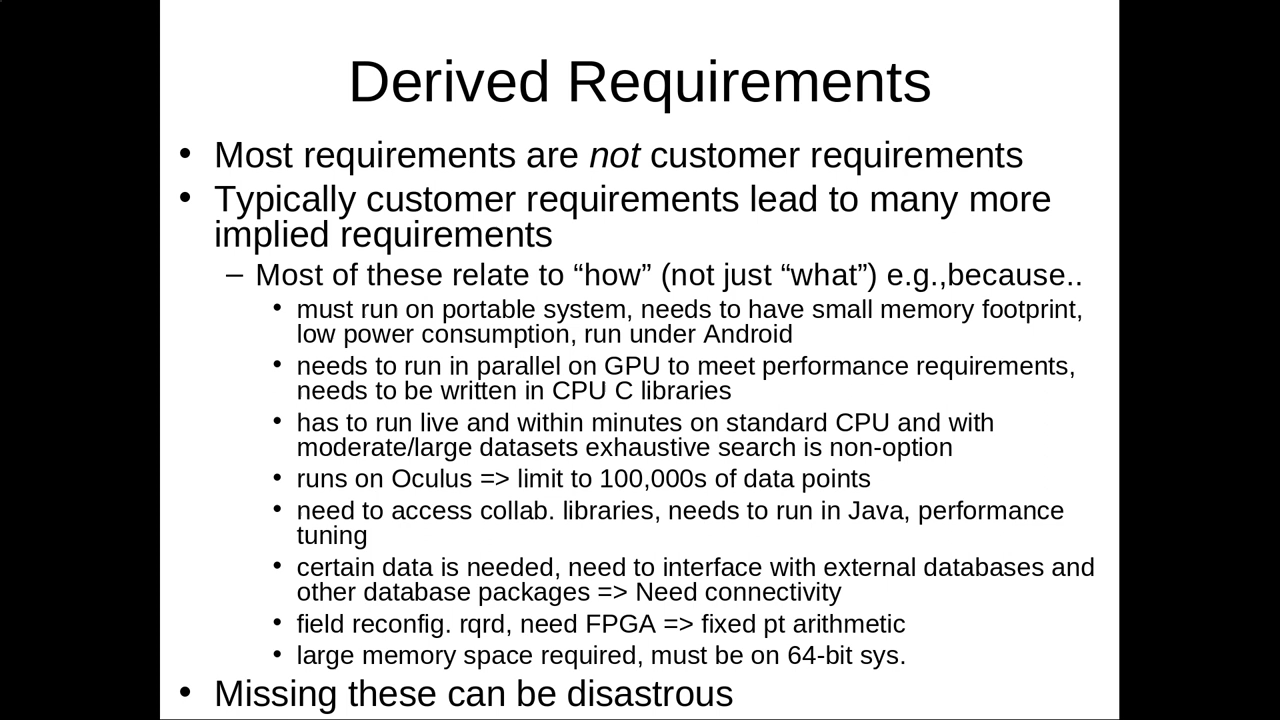 Derived Requirements
• Most requirements are not customer requirements
• Typically customer requirements lead to many more
implied requirements
– Most of these relate to “how” (not just “what”) e.g.,because..
• must run on portable system, needs to have small memory footprint,
low power consumption, run under Android
• needs to run in parallel on GPU to meet performance requirements,
needs to be written in CPU C libraries
• has to run live and within minutes on standard CPU and with
moderate/large datasets exhaustive search is non-option
• runs on Oculus => limit to 100,000s of data points
• need to access collab. libraries, needs to run in Java, performance
tuning
• certain data is needed, need to interface with external databases and
other database packages => Need connectivity
• field reconfig. rqrd, need FPGA => fixed pt arithmetic
• large memory space required, must be on 64-bit sys.
• Missing these can be disastrous